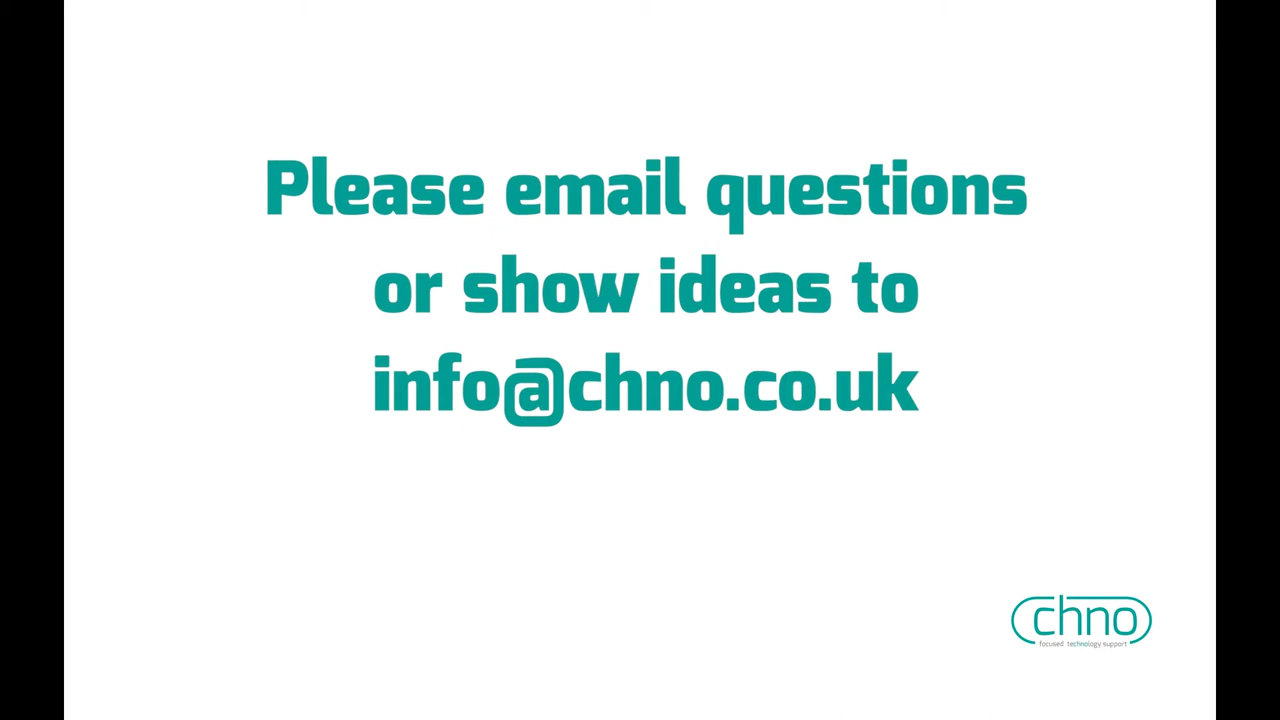 Please email questions
or show ideas to
info@chno.co.uk
chno
focused technology support